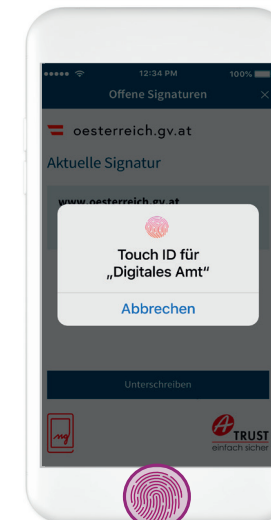 12:34 PM
100%
Offene Signaturen
×
oesterreich.gv.at
Aktuelle Signatur
www.oesterreich.gv.at
Touch ID für
„Digitales Amt“
Abbrechen
Unterschreiben
A TRUST
einfach sicher